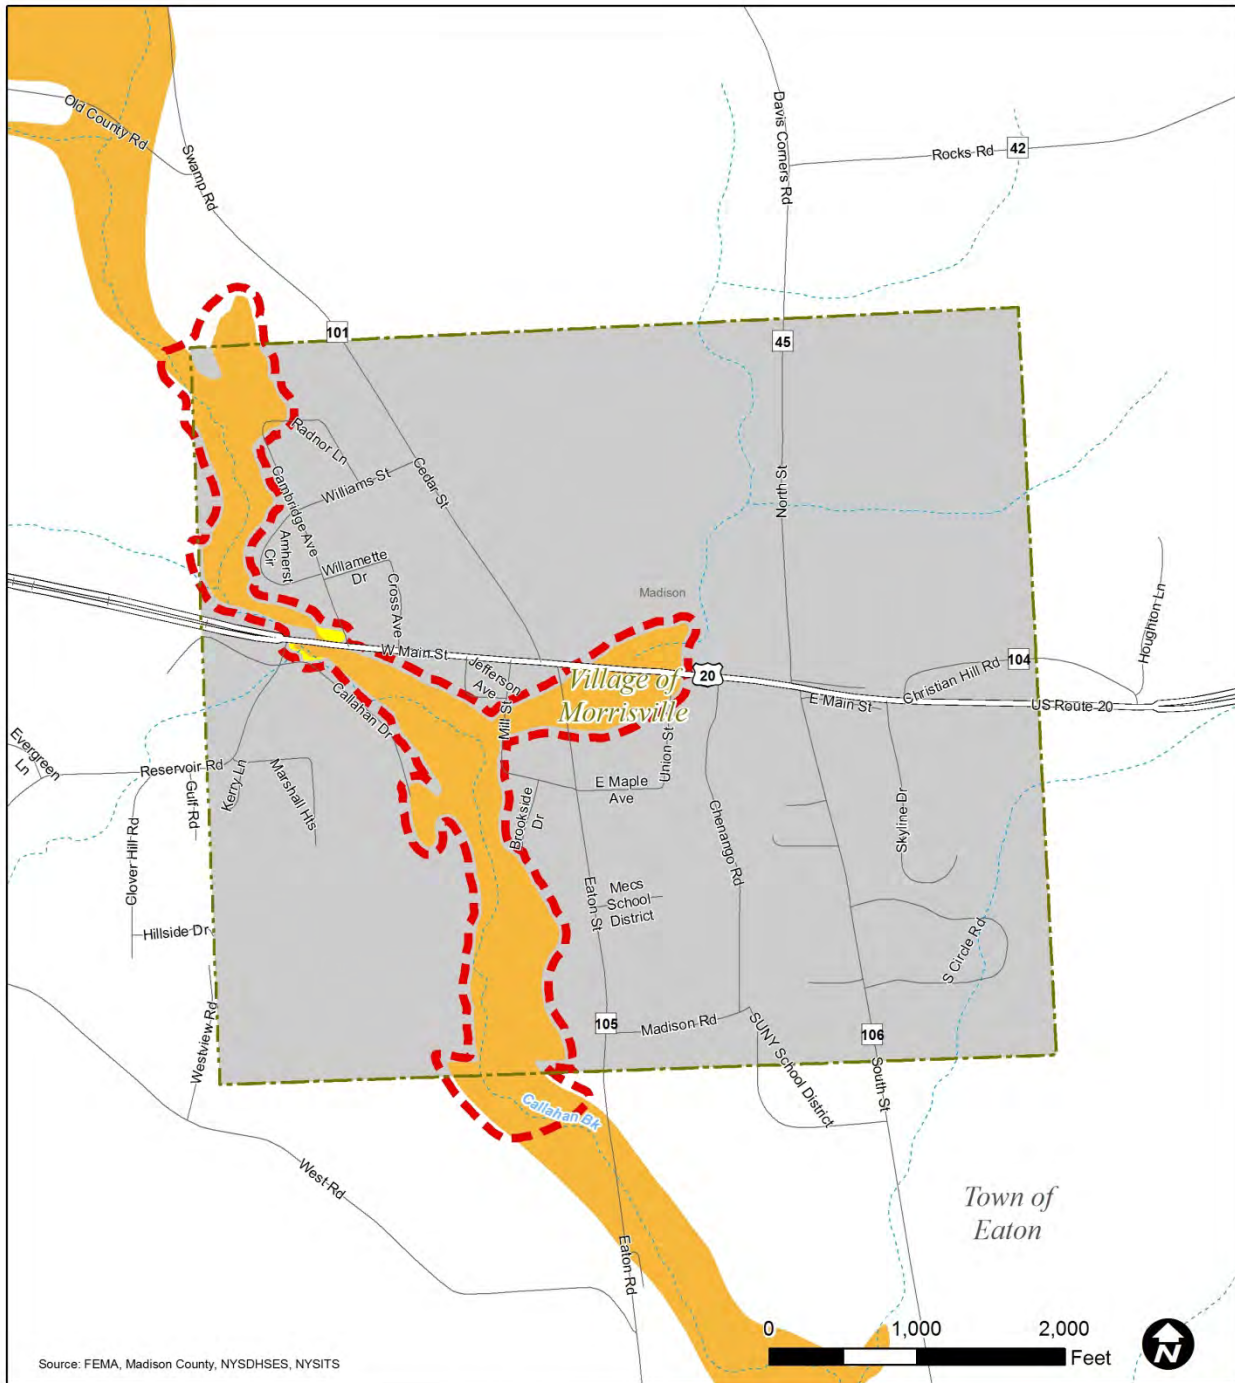 Old County Rd
Swamp Rd
Davis Corners Rd
Rocks Rd
42
101
45
Radnor Ln
Williams St
Cedar St
North St
Cambridge Ave
Amherst
Cir
Willamette
Dr
Cross Ave
Madison
Houghton Ln
W Main St
Jefferson
Ave
20
Christian Hill Rd
104
Village of
Morrisville
E Main St
US Route 20
Callahan Dr
Mill St
Union St
Evergreen
Ln
Reservoir Rd
Gulf Rd
Kerry Ln
Marshall Hts
E Maple
Ave
Brookside
Dr
Chenango Rd
Skyline Dr
Clover Hill Rd
Mecs
School
District
Eaton St
Hillside Dr
S Circle Rd
Westview Rd
105
Madison Rd
SUNY School District
106
South St
Callahan Bk
West Rd
Town of
Eaton
Eaton Rd
0 1,000 2,000
Feet
N
Source: FEMA, Madison County, NYSDHSES, NYSITS